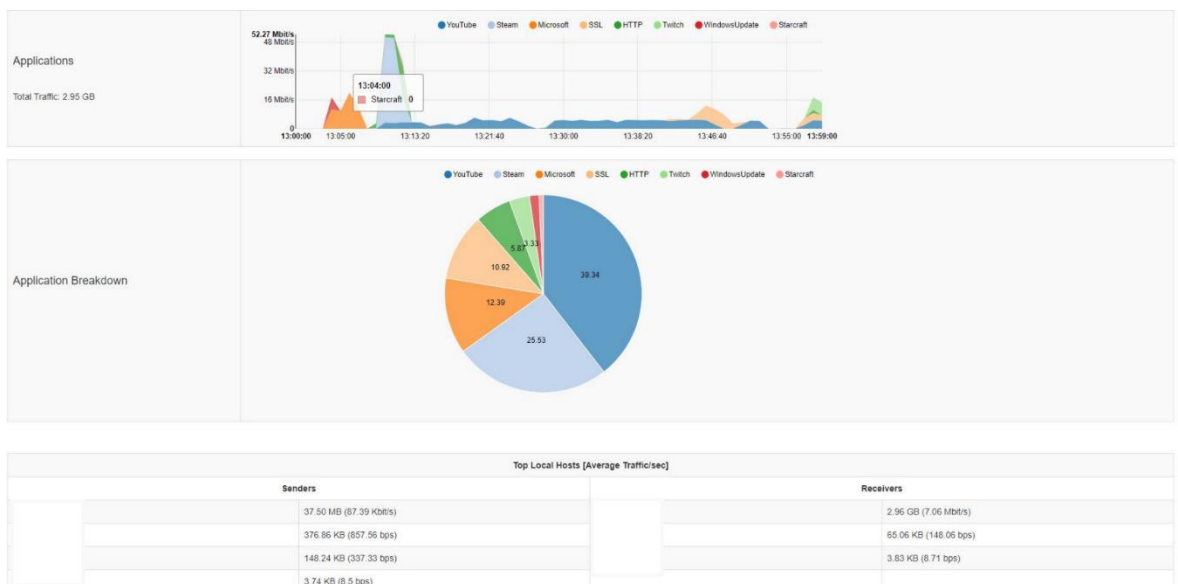 YouTube Steam Microsoft SSL HTTP Twitch WindowsUpdate Starcraft
52.27 Mbit/s
48 Mbit/s
32 Mbit/s
16 Mbit/s
0
Applications
Total Traffic: 2.95 GB
13:04:00
Starcraft 0
13:00:00 13:05:00 13:13:20 13:21:40 13:30:00 13:38:20 13:46:40 13:55:00 13:59:00
YouTube Steam Microsoft SSL HTTP Twitch WindowsUpdate Starcraft
Application Breakdown
39.34
25.53
12.39
10.92
5.87
3.33
Top Local Hosts [Average Traffic/sec]
Senders Receivers
37.50 MB (87.39 Kbit/s) 2.96 GB (7.06 Mbit/s)
376.86 KB (857.56 bps) 65.06 KB (148.06 bps)
148.24 KB (337.33 bps) 3.83 KB (8.71 bps)
3.74 KB (8.5 bps)